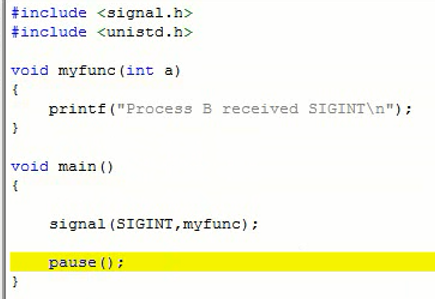 #include <signal.h>
#include <unistd.h>
void myfunc(int a)
{
    printf("Process B received SIGINT\n");
}
void main()
{
    signal(SIGINT,myfunc);
    pause();
}